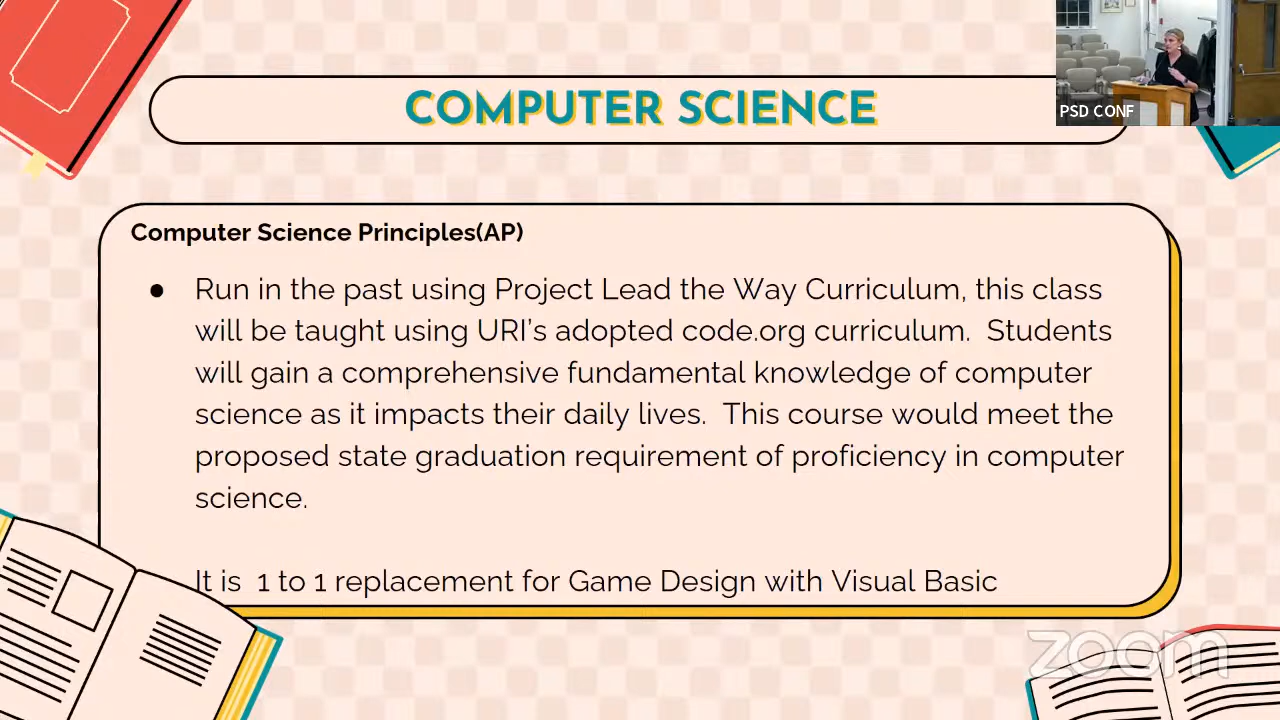 COMPUTER SCIENCE
PSD CONF
Computer Science Principles(AP)
● Run in the past using Project Lead the Way Curriculum, this class
will be taught using URI's adopted code.org curriculum.  Students
will gain a comprehensive fundamental knowledge of computer
science as it impacts their daily lives.  This course would meet the
proposed state graduation requirement of proficiency in computer
science.
It is  1 to 1 replacement for Game Design with Visual Basic
zoom